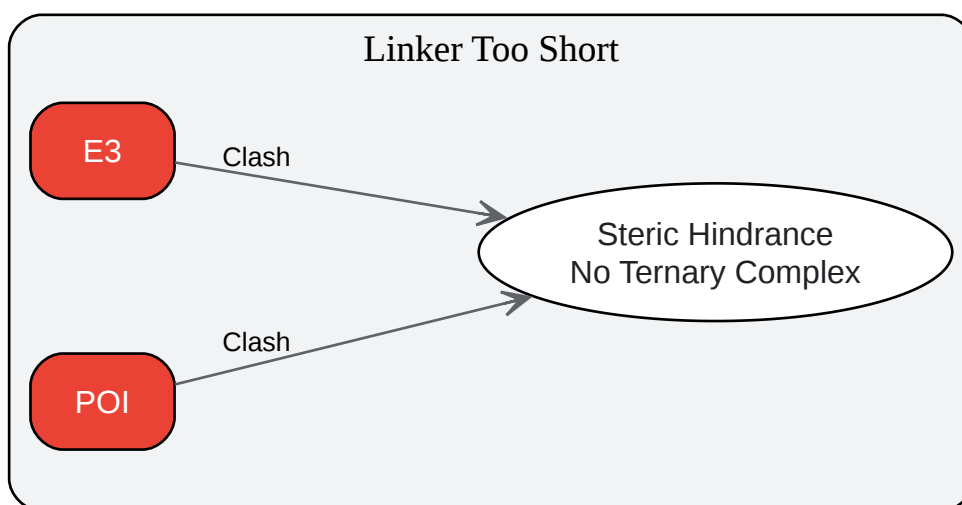 Linker Too Short
E3
Clash
Steric Hindrance
No Ternary Complex
Clash
POI